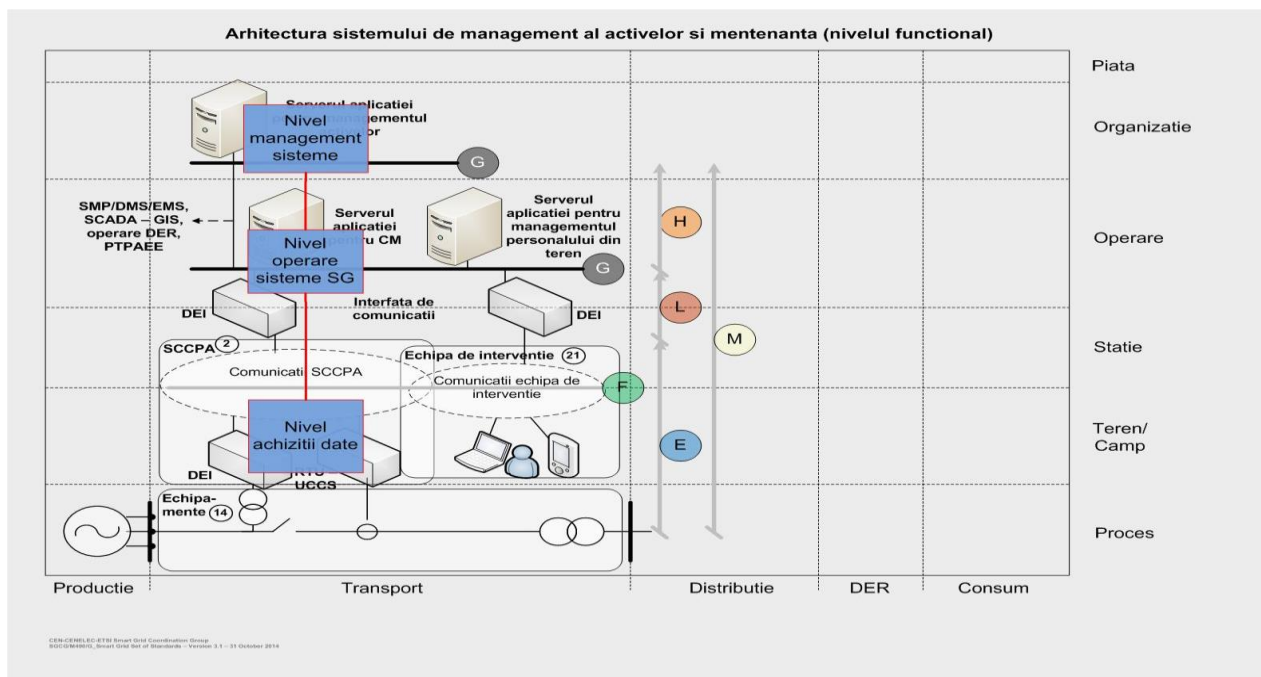 Arhitectura sistemului de management al activelor si mentenanta (nivelul functional)
Piata
Serverul aplicatiei
managementul
Nivel
management
sisteme
Organizatie
G
SMP/DMS/EMS,
SCADA – GIS,
operare DER,
PTPAEE
Serverul
aplicatiei
CM
Serverul
aplicatiei pentru
managementul
personalului din
teren
H
Operare
Nivel
operare
sisteme SG
G
DEI
Interfata de
comunicatii
DEI
L
M
SCCPA 2
Echipa de interventie 21
Statie
Comunicatii SCCPA
Comunicatii echipa de
interventie
F
Nivel
achizitii date
E
Teren/
Camp
DEI
UCCS
Echipa-
mente 14
Proces
Productie
Transport
Distributie
DER
Consum
CEN-CENELEC-ETSI Smart Grid Coordination Group
SGCG/M490/G_Smart Grid Set of Standards – Version 3.1 – 31 October 2014